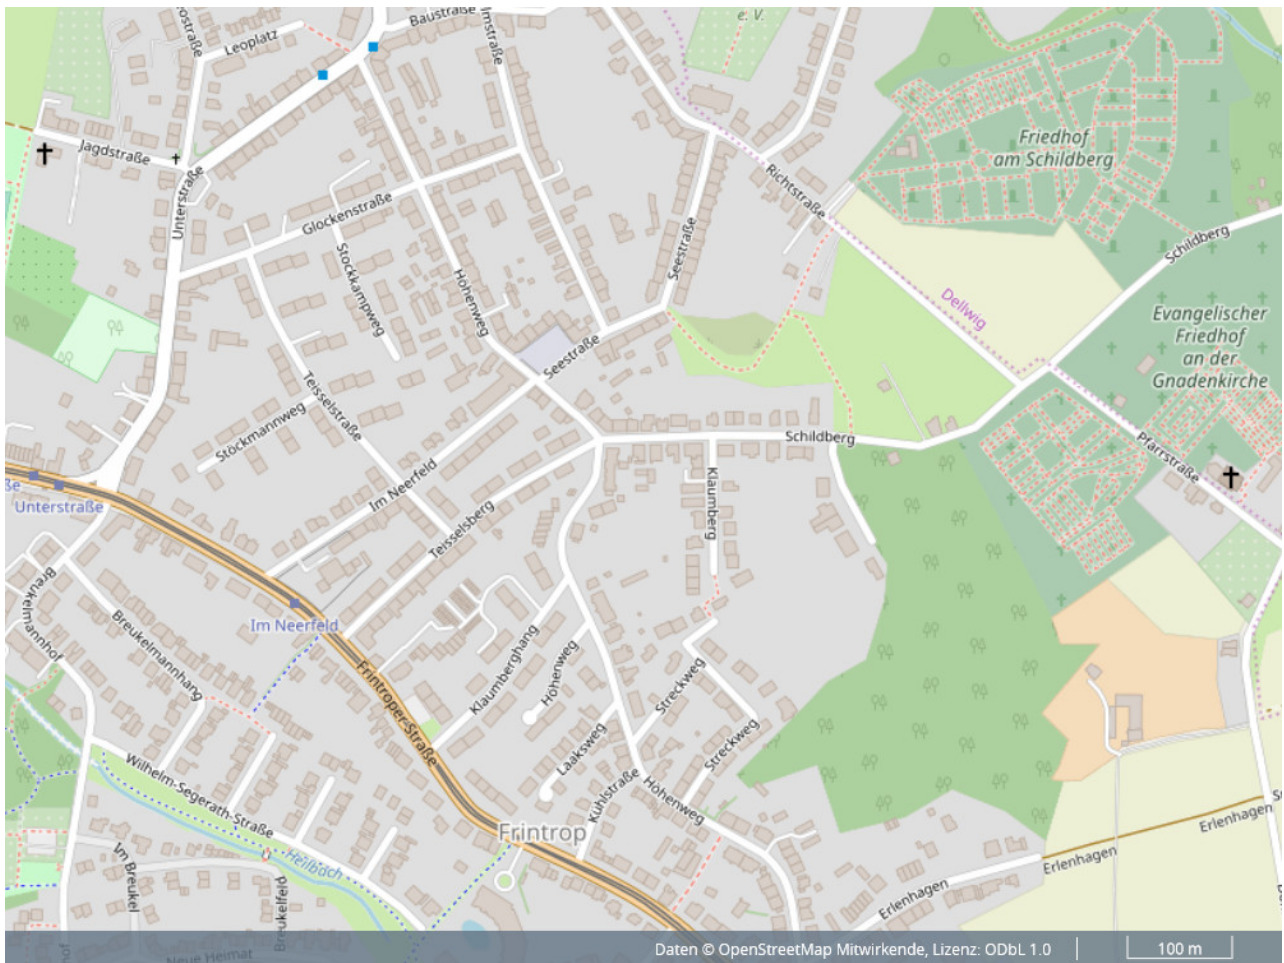 Baustraße
e. V.
Leoplatz
Jagdstraße
Unterstraße
Glockenstraße
Stockkampweg
Höhenweg
Seestraße
Richtstraße
Friedhof
am Schildberg
Schildberg
Dellwig
Evangelischer
Friedhof
an der
Gnadenkirche
Seestraße
Teisselstraße
Stöckmannweg
Im Neerfeld
Teisselsberg
Schildberg
Klaumberg
Pfarrstraße
Unterstraße
Breukelmannhof
Breukelmannhang
Im Neerfeld
Frintroper-Straße
Klaumberghang
Höhenweg
Streckweg
Streckweg
Laaksweg
Kühlstraße
Höhenweg
Wilhelm-Segerath-Straße
Frintrop
Heilbach
Im Breukel
Breukelfeld
Neue Heimat
Erlenhagen
Erlenhagen
Erlenhagen
Daten © OpenStreetMap Mitwirkende, Lizenz: ODbL 1.0
100 m